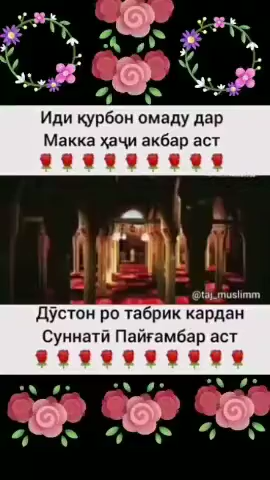 Иди қурбон омаду дар
Макка ҳаҷи акбар аст
🌹🌹🌹🌹🌹🌹🌹🌹🌹
@taj_muslimm
Дӯстон ро табрик кардан
Суннатӣ Пайғамбар аст
🌹🌹🌹🌹🌹🌹🌹🌹🌹🌹